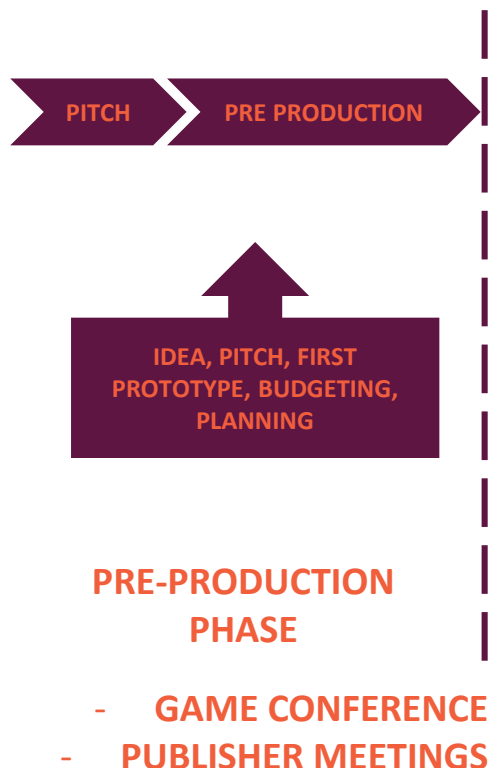 PITCH
PRE PRODUCTION
IDEA, PITCH, FIRST
PROTOTYPE, BUDGETING,
PLANNING
PRE-PRODUCTION
PHASE
- GAME CONFERENCE
- PUBLISHER MEETINGS